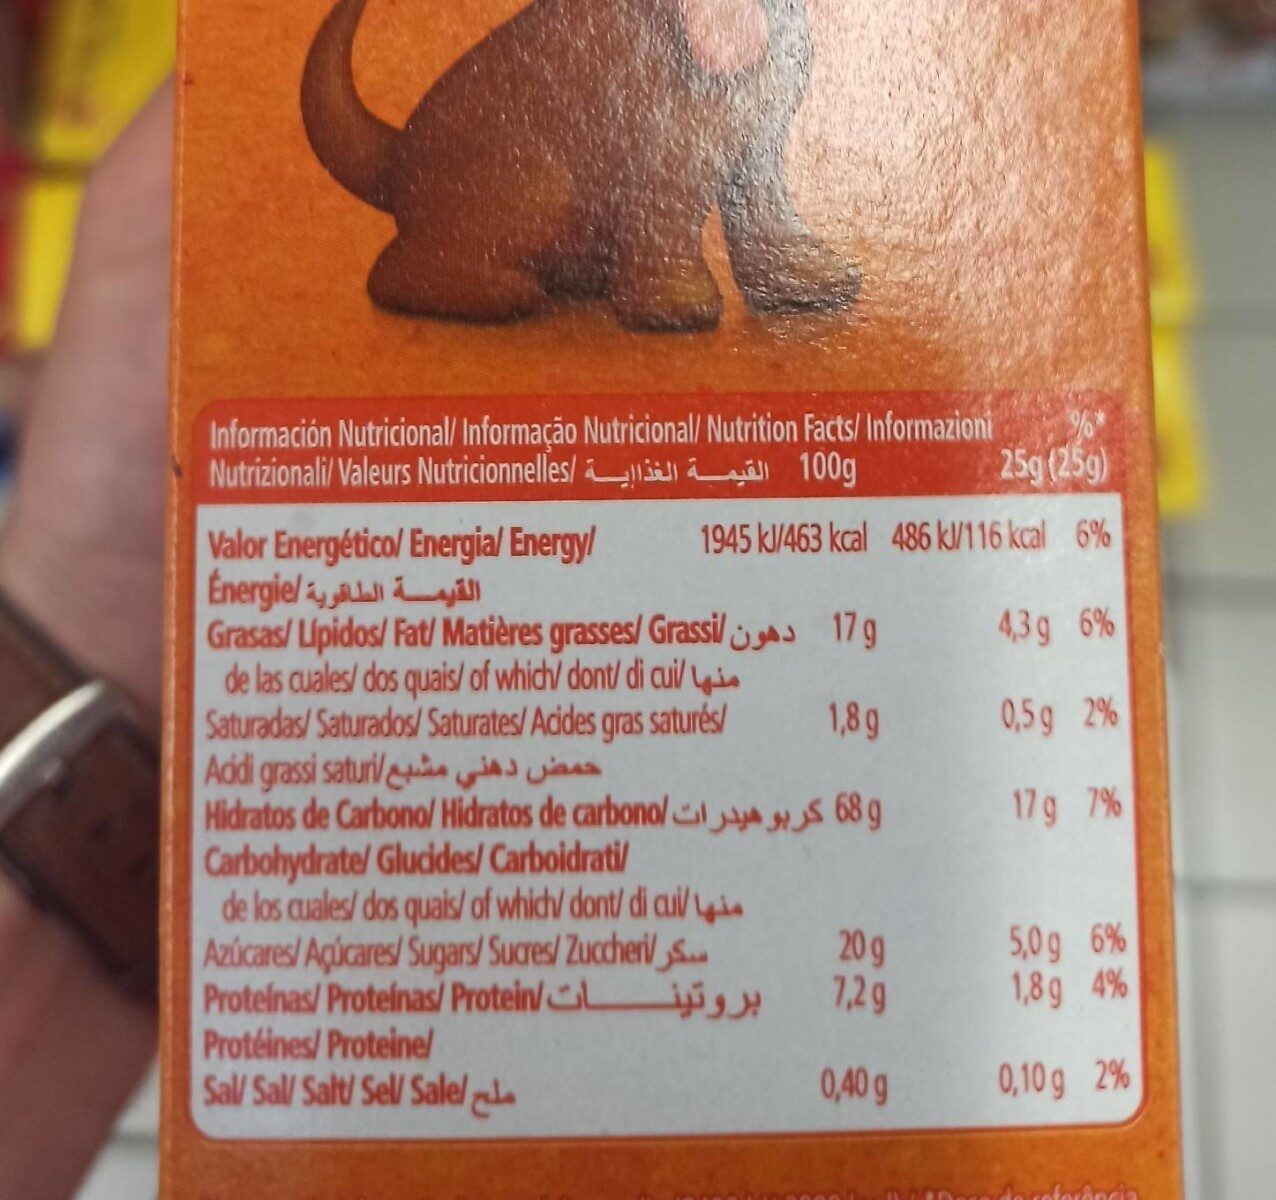 Información Nutricional/ Informação Nutricional/ Nutrition Facts/ Informazioni %*
Nutrizionali/ Valeurs Nutricionnelles/ القيمة الغذااية 100g 25g (25g)
Valor Energético/ Energia/ Energy/ 1945 kJ/463 kcal 486 kJ/116 kcal 6%
Énergie/ القيمة الطاقوية
Grasas/ Lípidos/ Fat/ Matières grasses/ Grassi/ دهون 17 g 4,3 g 6%
de las cuales/ dos quais/ of which/ dont/ di cui/ منها
Saturadas/ Saturados/ Saturates/ Acides gras saturés/ 1,8 g 0,5 g 2%
Acidi grassi saturi/ حمض دهني مشبع
Hidratos de Carbono/ Hidratos de carbono/ كربو هيدرات 68 g 17 g 7%
Carbohydrate/ Glucides/ Carboidrati/
de los cuales/ dos quais/ of which/ dont/ di cui/ منها
Azúcares/ Açúcares/ Sugars/ Sucres/ Zuccheri/ سكر 20 g 5,0 g 6%
Proteínas/ Proteínas/ Protein/ بروتينات 7,2 g 1,8 g 4%
Protéines/ Proteine/
Sal/ Sal/ Salt/ Sel/ Sale/ ملح 0,40 g 0,10 g 2%